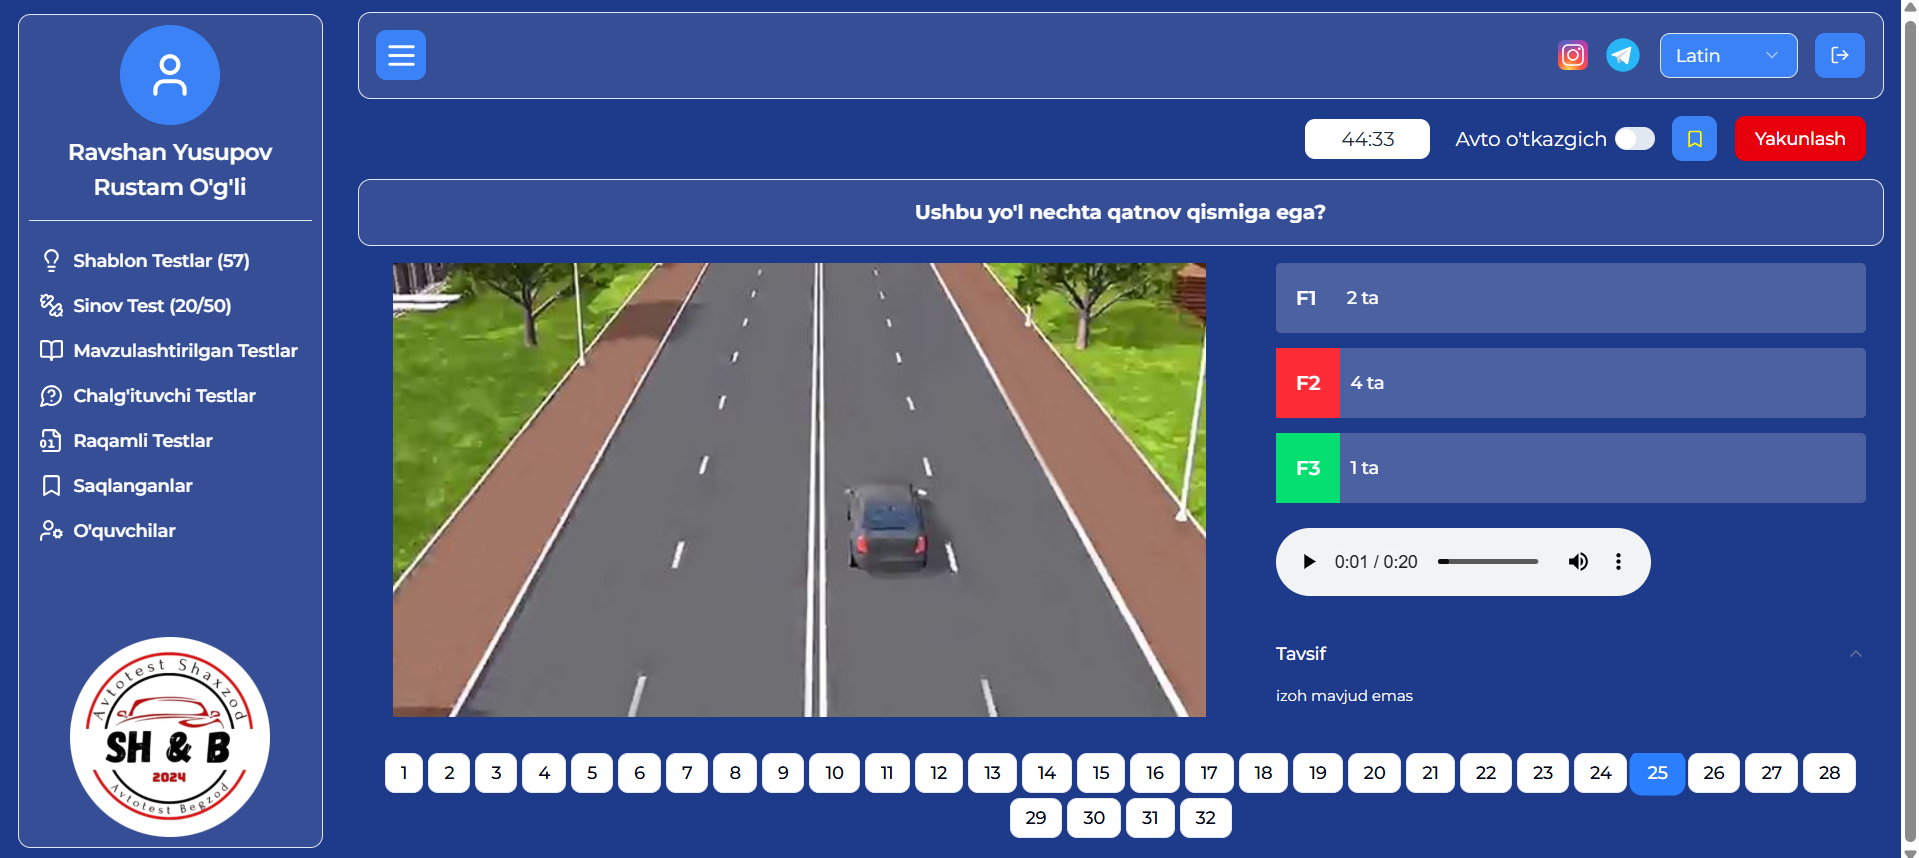 Ravshan Yusupov
Rustam O'g'li
Shablon Testlar (57)
Sinov Test (20/50)
Mavzulashtirilgan Testlar
Chalg'ituvchi Testlar
Raqamli Testlar
Saqlanganlar
O'quvchilar
Avtotest Shaxzod
SH & B
2024
Avtotest Begzod
Latin
44:33
Avto o'tkazgich
Yakunlash
Ushbu yo'l nechta qatnov qismiga ega?
F1 2 ta
F2 4 ta
F3 1 ta
0:01 / 0:20
Tavsif
izoh mavjud emas
1 2 3 4 5 6 7 8 9 10 11 12 13 14 15 16 17 18 19 20 21 22 23 24 25 26 27 28
29 30 31 32